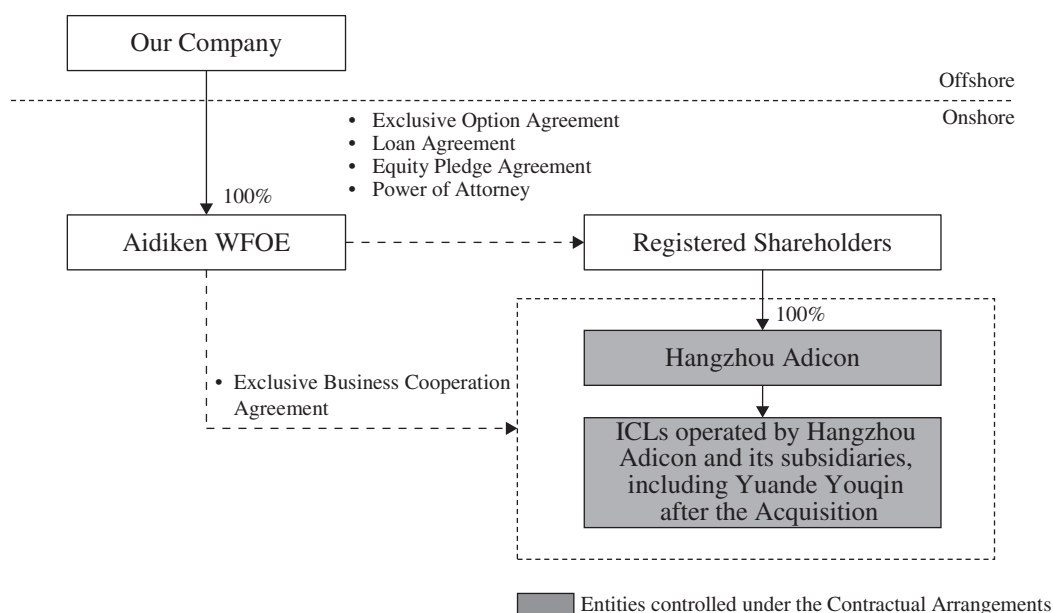 Our Company
Offshore
Onshore
• Exclusive Option Agreement
• Loan Agreement
• Equity Pledge Agreement
• Power of Attorney
100%
Aidiken WFOE
Registered Shareholders
100%
Hangzhou Adicon
• Exclusive Business Cooperation
Agreement
ICLs operated by Hangzhou
Adicon and its subsidiaries,
including Yuande Youqin
after the Acquisition
Entities controlled under the Contractual Arrangements